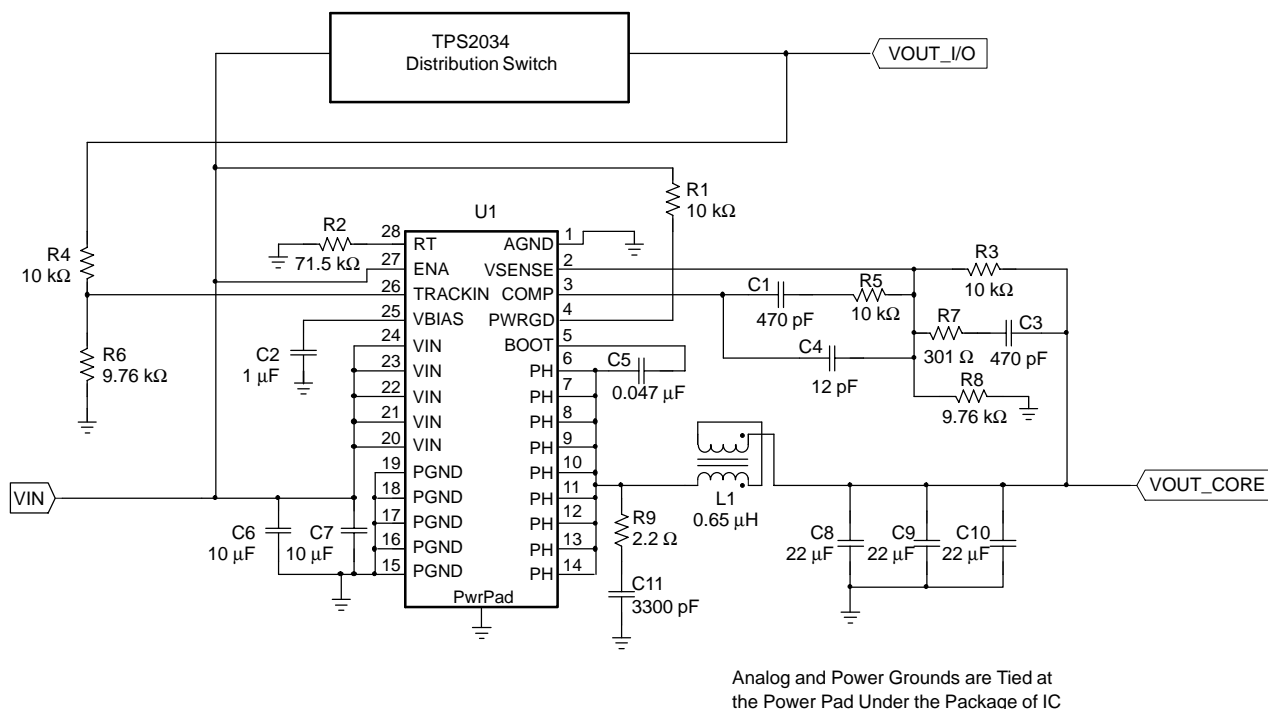 TPS2034
Distribution Switch
VOUT_I/O
R1
10 kΩ
U1
R2
71.5 kΩ
R4
10 kΩ
R6
9.76 kΩ
C2
1 μF
28
27
26
25
24
23
22
21
20
19
18
17
16
15
RT
ENA
TRACKIN
VBIAS
VIN
VIN
VIN
VIN
VIN
PGND
PGND
PGND
PGND
PGND
AGND
VSENSE
COMP
PWRGD
BOOT
PH
PH
PH
PH
PH
PH
PH
PH
PH
1
2
3
4
5
6
7
8
9
10
11
12
13
14
PwrPad
R3
10 kΩ
C1
470 pF
R5
10 kΩ
R7
301 Ω
C3
470 pF
C4
12 pF
R8
9.76 kΩ
C5
0.047 μF
L1
0.65 μH
VIN
VOUT_CORE
C6
10 μF
C7
10 μF
R9
2.2 Ω
C11
3300 pF
C8
22 μF
C9
22 μF
C10
22 μF
Analog and Power Grounds are Tied at
the Power Pad Under the Package of IC